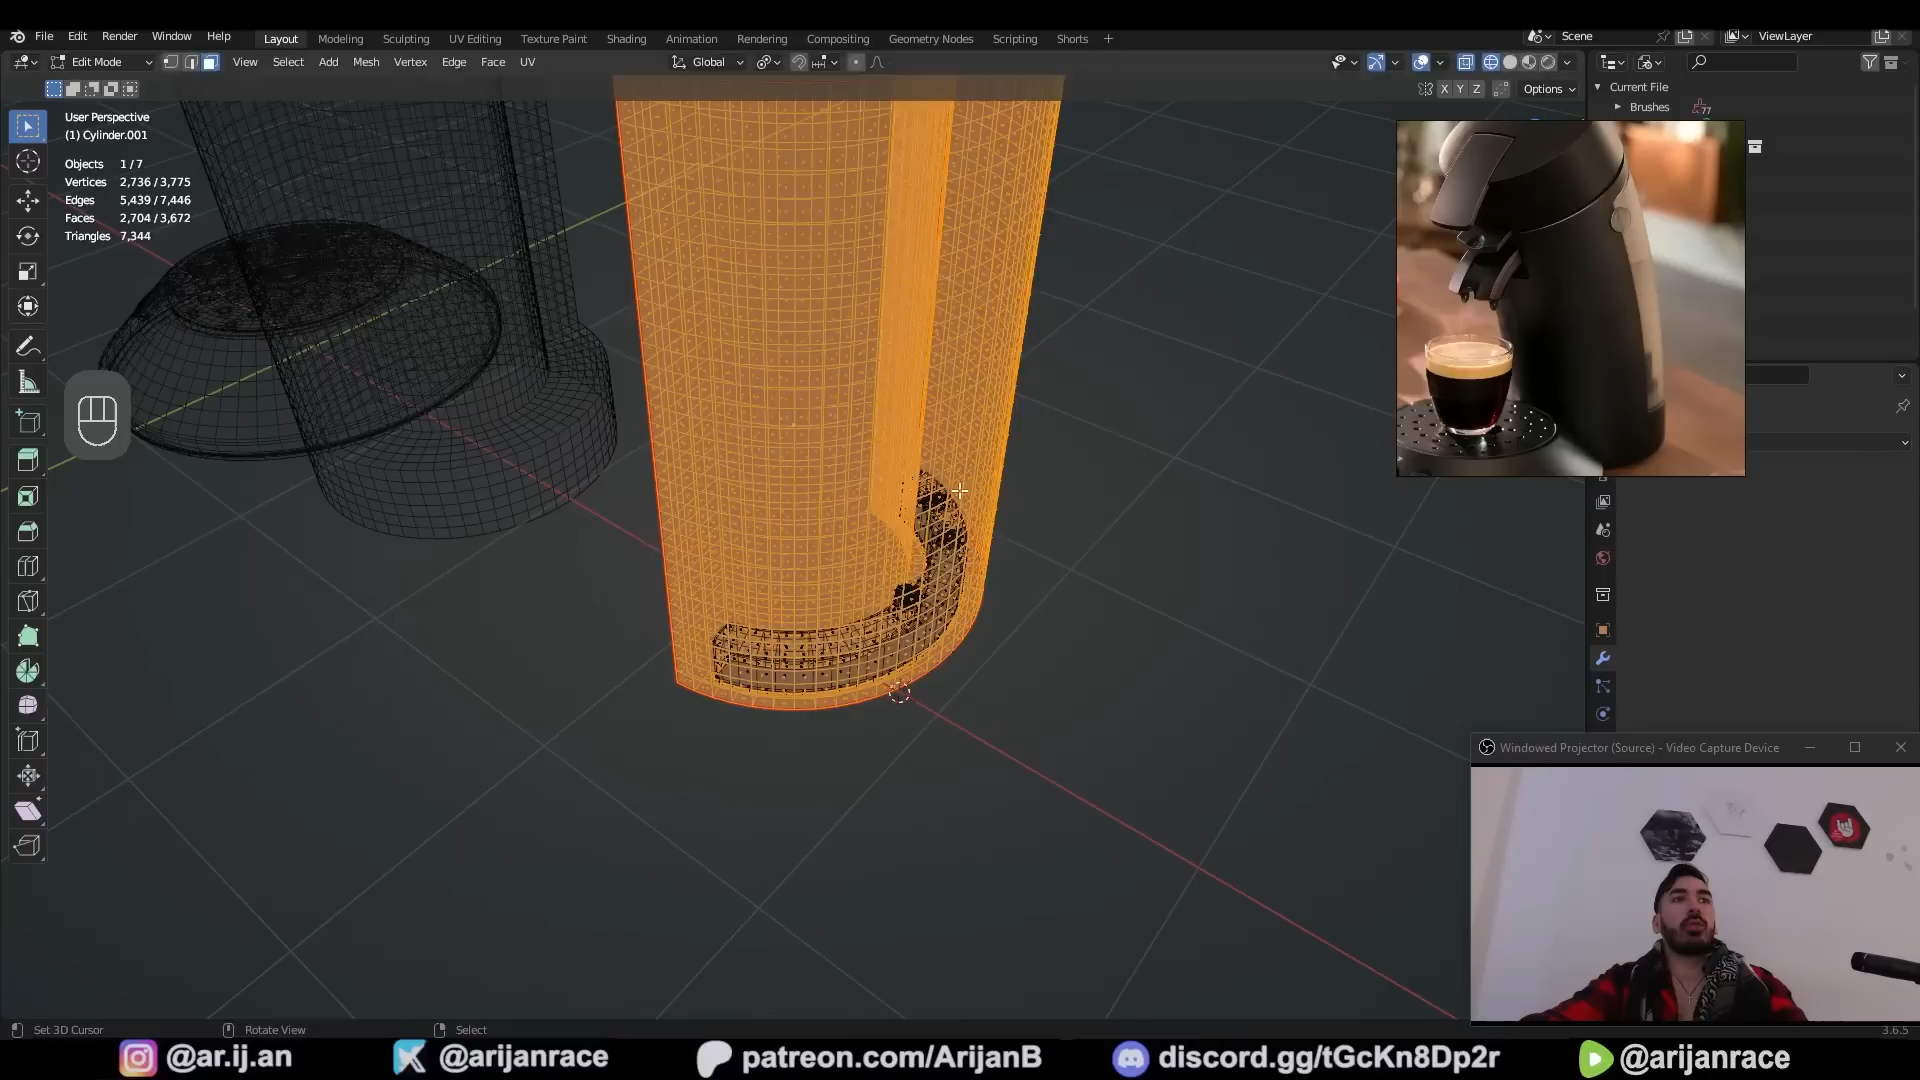 File Edit Render Window Help Layout Modeling Sculpting UV Editing Texture Paint Shading Animation Rendering Compositing Geometry Nodes Scripting Shorts + Scene ViewLayer
Edit Mode View Select Add Mesh Vertex Edge Face UV Global
X Y Z Options
Current File
Brushes
77
User Perspective
(1) Cylinder.001
Objects 1 / 7
Vertices 2,736 / 3,775
Edges 5,439 / 7,446
Faces 2,704 / 3,672
Triangles 7,344
Windowed Projector (Source) - Video Capture Device
Set 3D Cursor Rotate View Select 3.6.5
@ar.ij.an @arijanrace patreon.com/ArijanB discord.gg/tGcKn8Dp2r @arijanrace